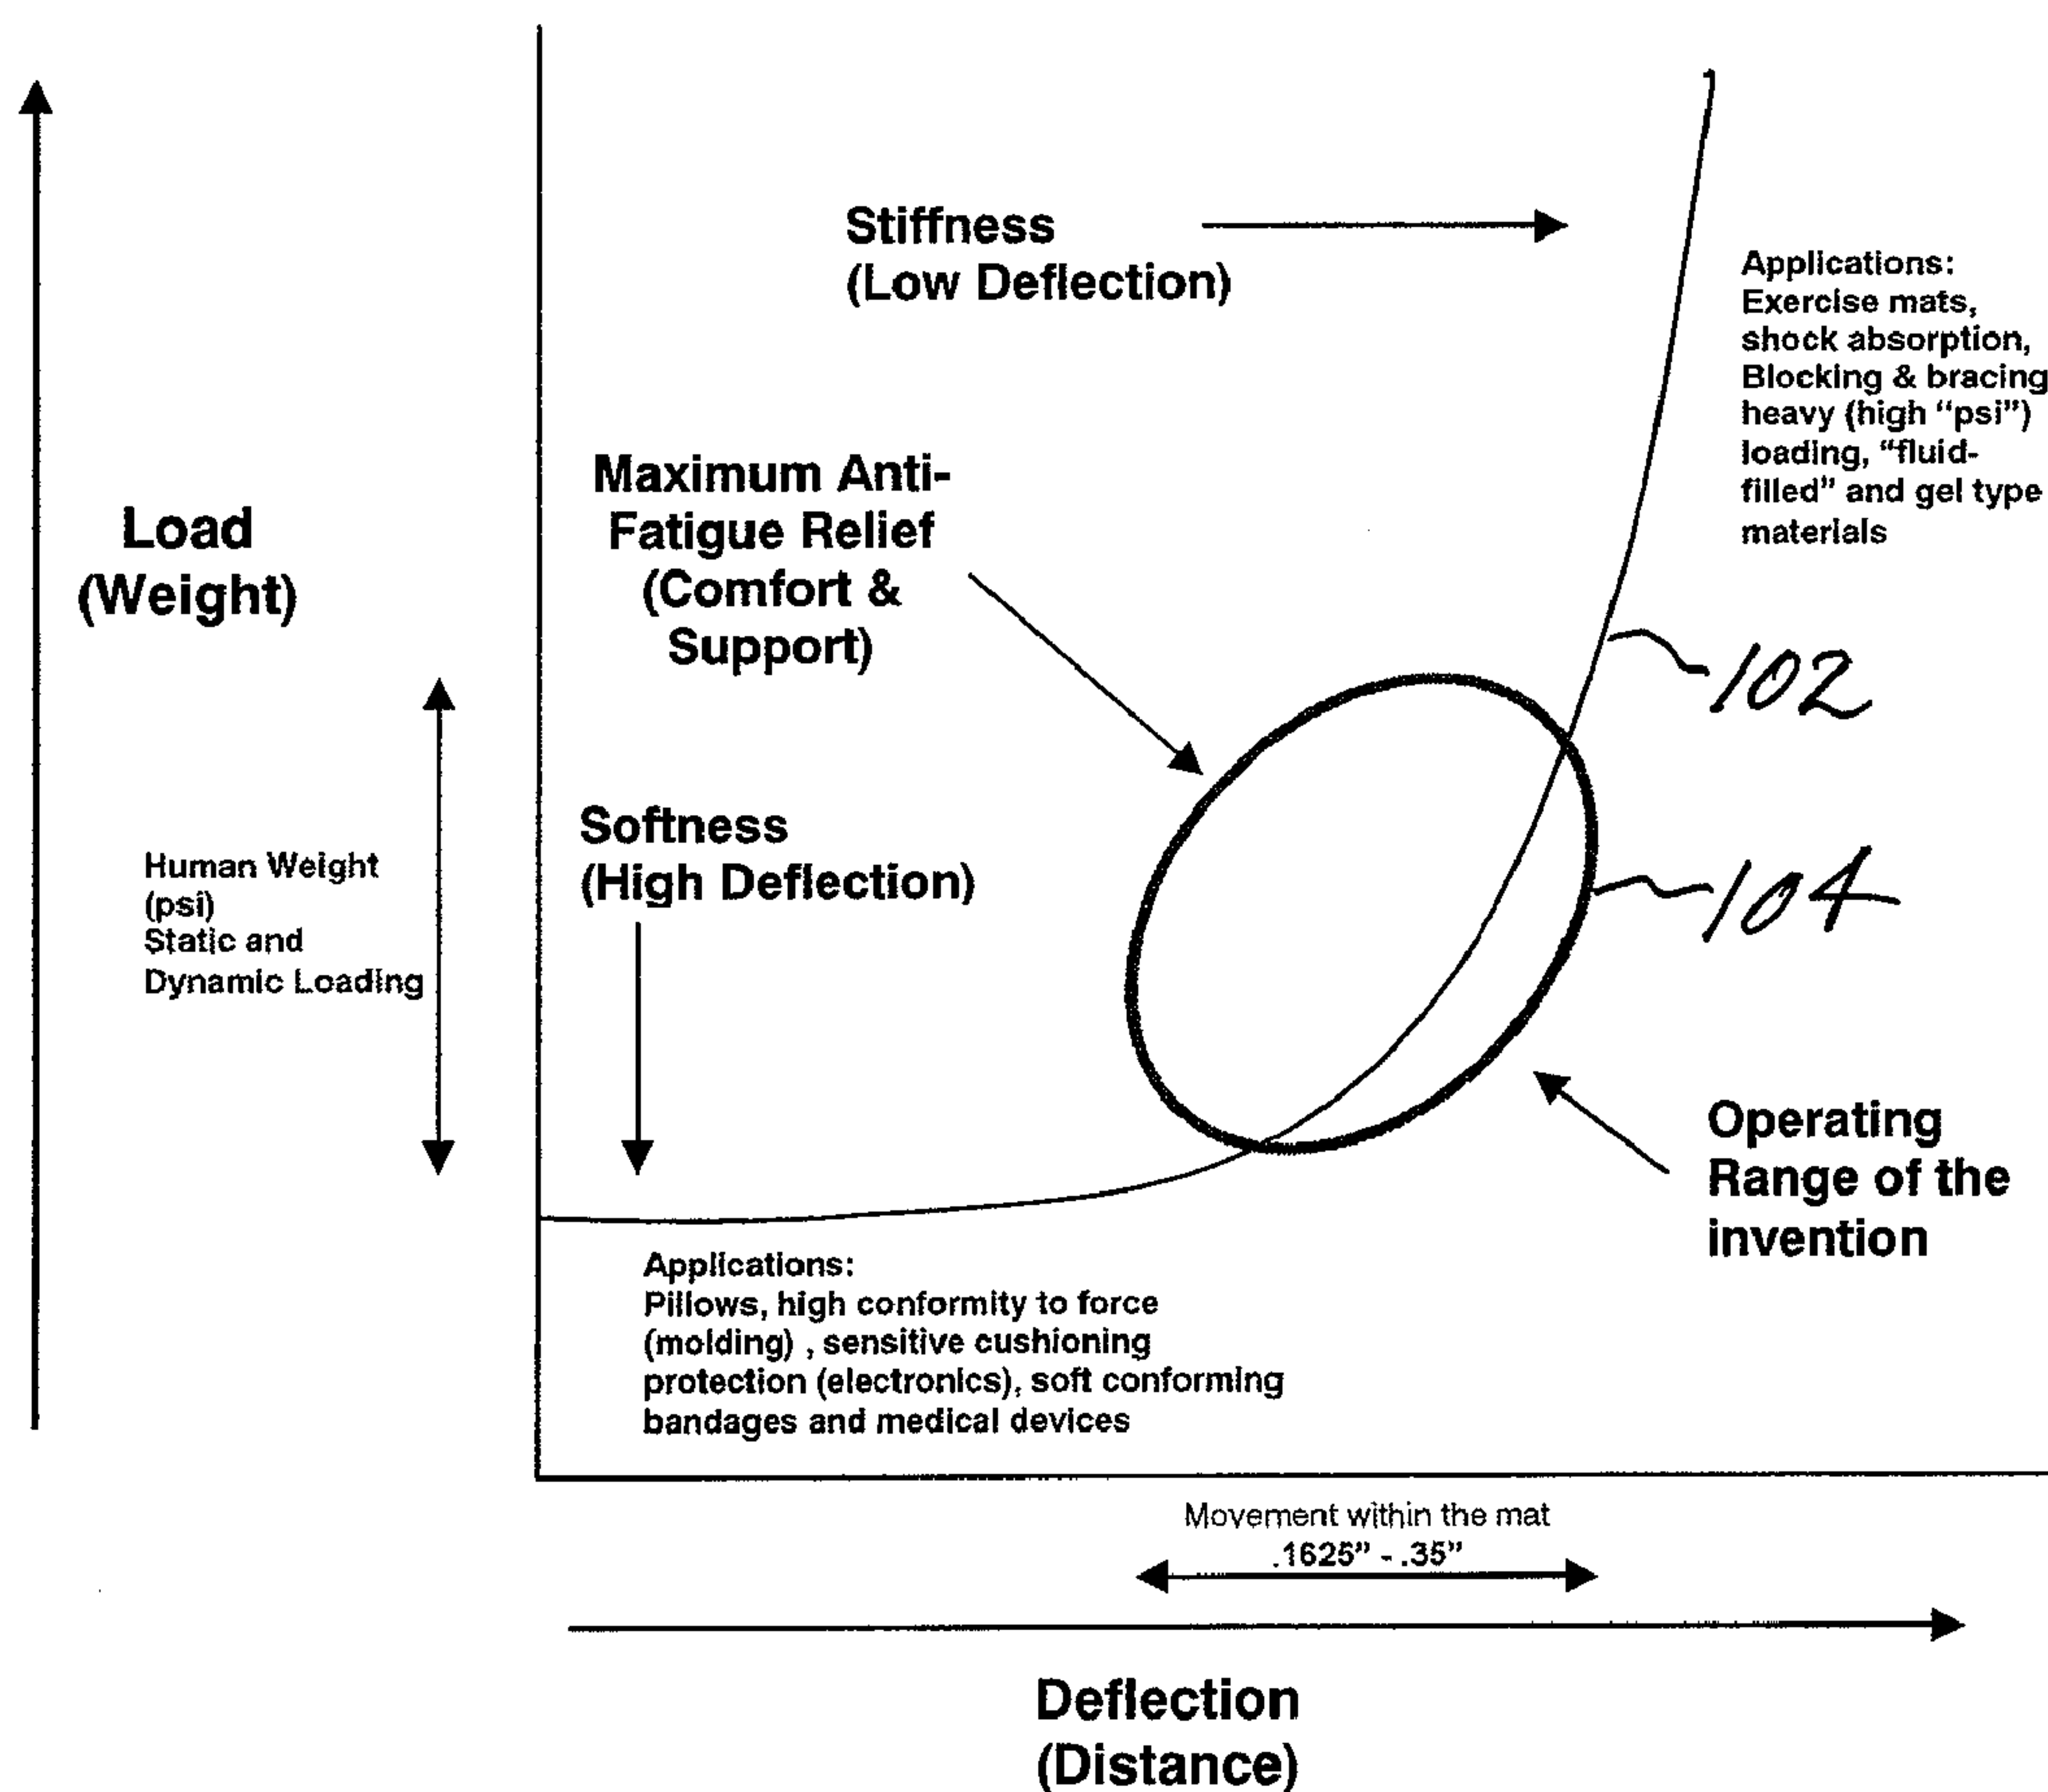 Stiffness
(Low Deflection)
Applications:
Exercise mats,
shock absorption,
Blocking & bracing
heavy (high “psi”)
loading, “fluid-
filled” and gel type
materials
Maximum Anti-
Fatigue Relief
(Comfort &
Support)
Load
(Weight)
102
Softness
(High Deflection)
Human Weight
(psi)
Static and
Dynamic Loading
104
Operating
Range of the
invention
Applications:
Pillows, high conformity to force
(molding) , sensitive cushioning
protection (electronics), soft conforming
bandages and medical devices
Movement within the mat
.1625” - .35”
Deflection
(Distance)